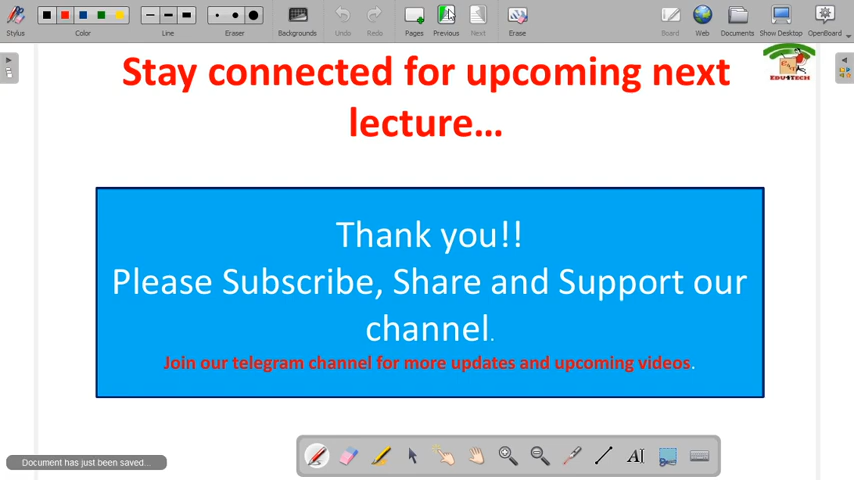 Stylus
Color
Line
Eraser
Backgrounds
Undo
Redo
Pages
Previous
Next
Erase
Board
Web
Documents
Show Desktop
OpenBoard
Stay connected for upcoming next
lecture...
EDU4TECH
Thank you!!
Please Subscribe, Share and Support our
channel.
Join our telegram channel for more updates and upcoming videos.
Document has just been saved...
AI